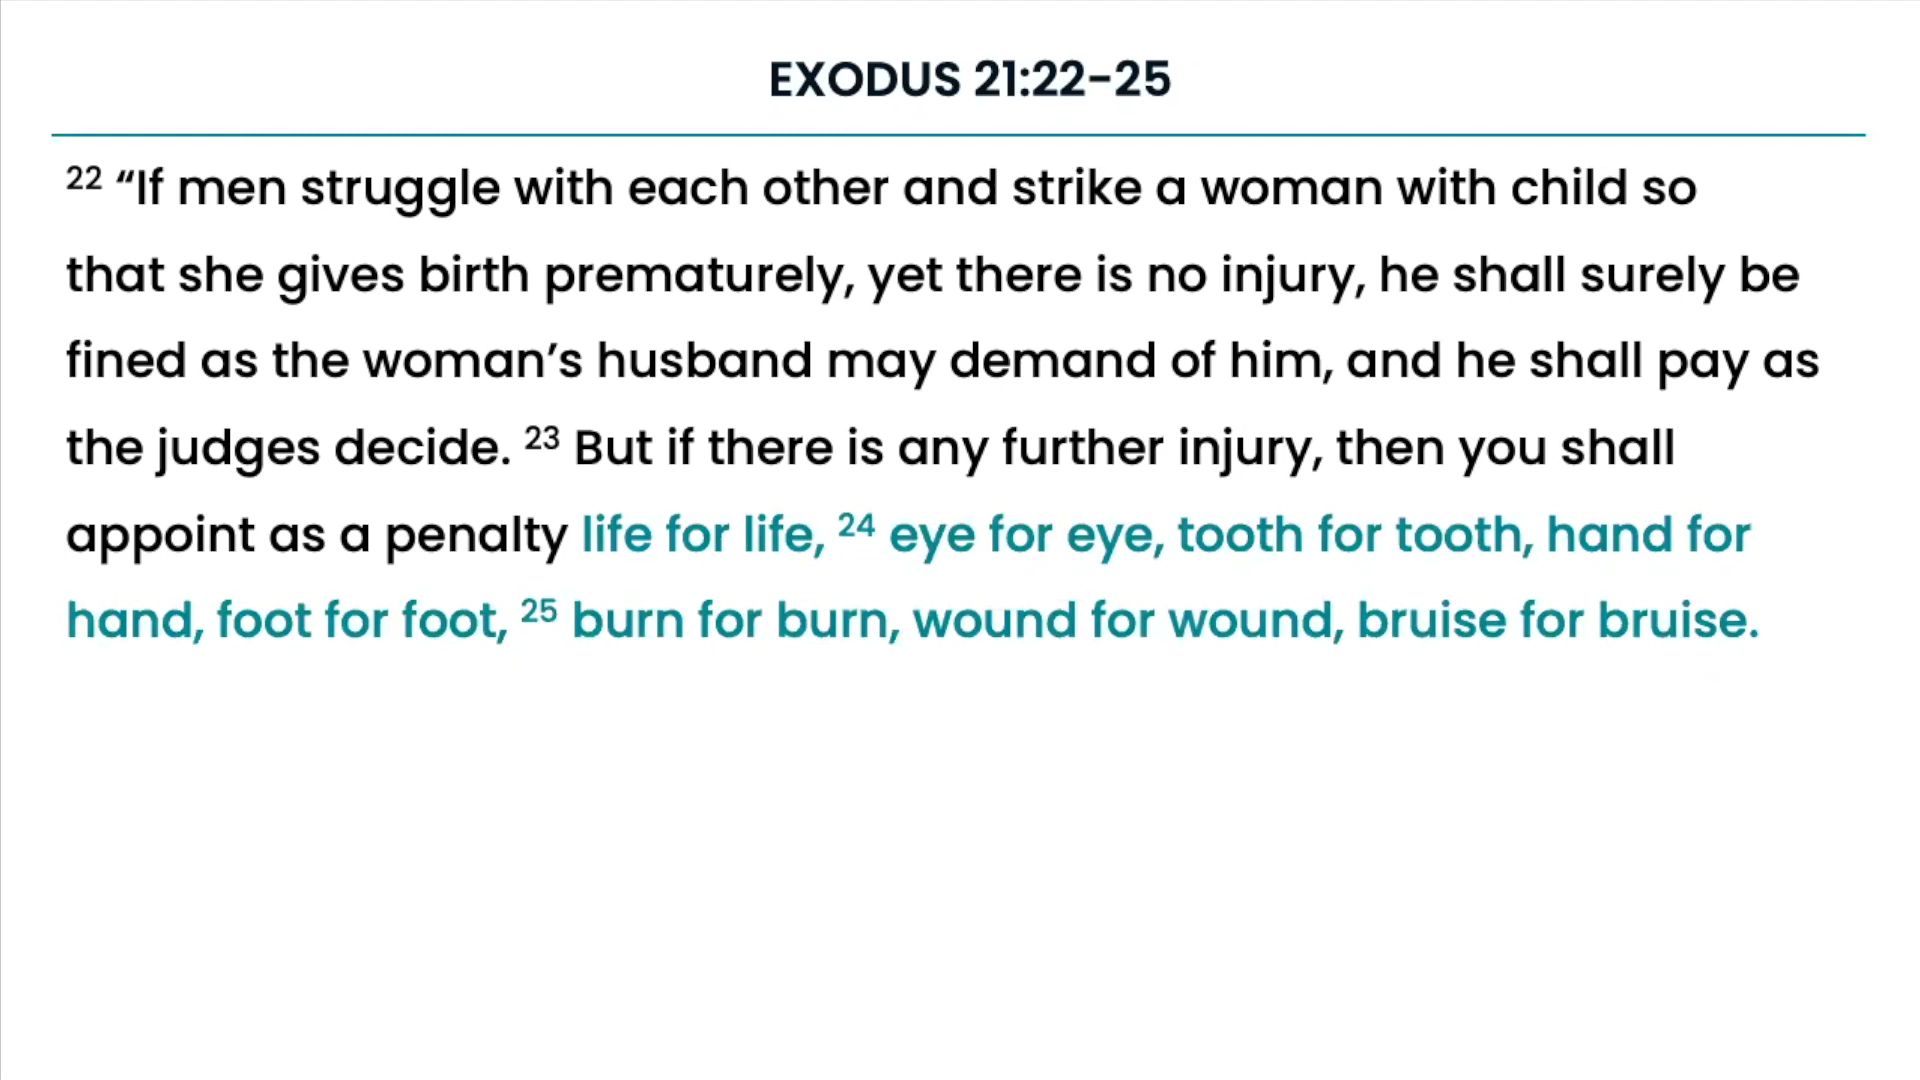 EXODUS 21:22-25
22 “If men struggle with each other and strike a woman with child so
that she gives birth prematurely, yet there is no injury, he shall surely be
fined as the woman’s husband may demand of him, and he shall pay as
the judges decide. 23 But if there is any further injury, then you shall
appoint as a penalty life for life, 24 eye for eye, tooth for tooth, hand for
hand, foot for foot, 25 burn for burn, wound for wound, bruise for bruise.